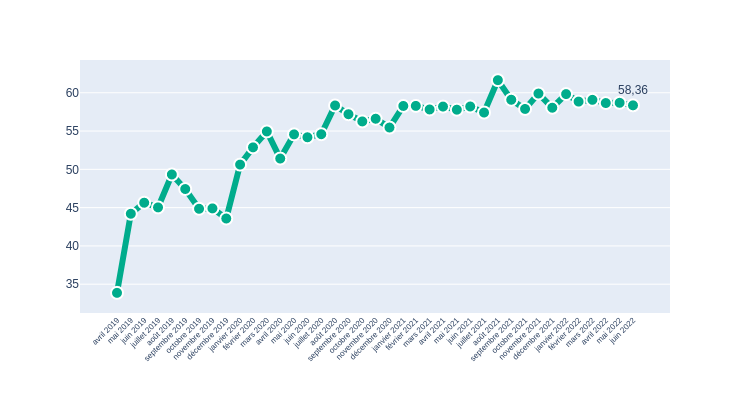 58,36
60
55
50
45
40
35
avril 2019
mai 2019
juin 2019
juillet 2019
août 2019
septembre 2019
octobre 2019
novembre 2019
décembre 2019
janvier 2020
février 2020
mars 2020
avril 2020
mai 2020
juin 2020
juillet 2020
août 2020
septembre 2020
octobre 2020
novembre 2020
décembre 2020
janvier 2021
février 2021
mars 2021
avril 2021
mai 2021
juin 2021
juillet 2021
août 2021
septembre 2021
octobre 2021
novembre 2021
décembre 2021
janvier 2022
février 2022
mars 2022
avril 2022
mai 2022
juin 2022